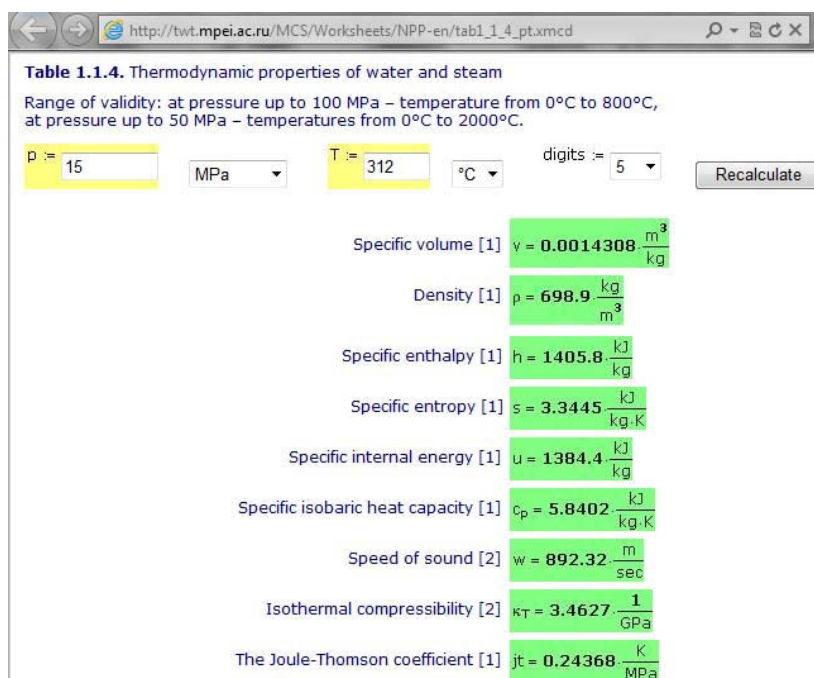 http://twt.mpei.ac.ru/MCS/Worksheets/NPP-en/tab1_1_4_pt.xmcd
Table 1.1.4. Thermodynamic properties of water and steam
Range of validity: at pressure up to 100 MPa – temperature from 0°C to 800°C,
at pressure up to 50 MPa – temperatures from 0°C to 2000°C.
p := 15 MPa T := 312 °C digits := 5 Recalculate
Specific volume [1] v = 0.0014308· m³/kg
Density [1] ρ = 698.9· kg/m³
Specific enthalpy [1] h = 1405.8· kJ/kg
Specific entropy [1] s = 3.3445· kJ/kg·K
Specific internal energy [1] u = 1384.4· kJ/kg
Specific isobaric heat capacity [1] cₚ = 5.8402· kJ/kg·K
Speed of sound [2] w = 892.32· m/sec
Isothermal compressibility [2] κT = 3.4627· 1/GPa
The Joule-Thomson coefficient [1] jt = 0.24368· K/MPa